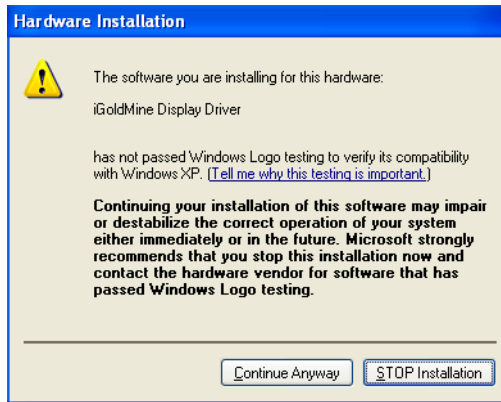 Hardware Installation
The software you are installing for this hardware:
iGoldMine Display Driver
has not passed Windows Logo testing to verify its compatibility
with Windows XP. (Tell me why this testing is important.)
Continuing your installation of this software may impair
or destabilize the correct operation of your system
either immediately or in the future. Microsoft strongly
recommends that you stop this installation now and
contact the hardware vendor for software that has
passed Windows Logo testing.
Continue Anyway
STOP Installation